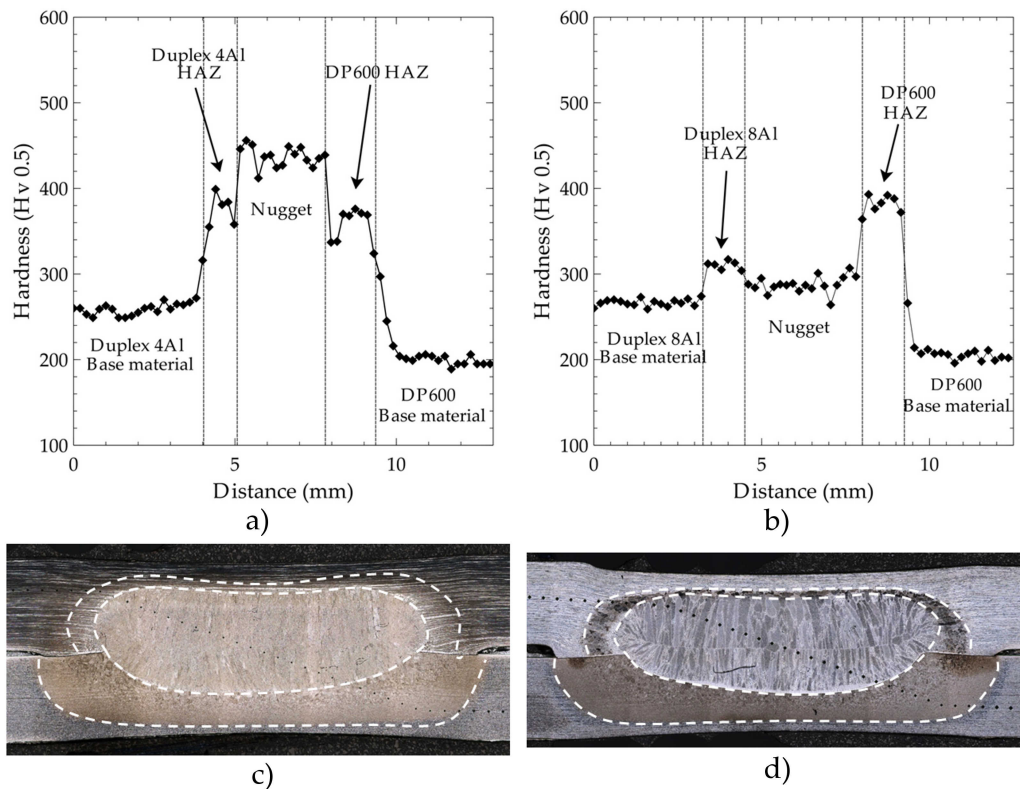 600
500
400
300
200
100
Hardness (Hv 0.5)
Duplex 4Al
HAZ
DP600 HAZ
Nugget
Duplex 4Al
Base material
DP600
Base material
0
5
10
Distance (mm)
a)
600
500
400
300
200
100
Hardness (Hv 0.5)
Duplex 8Al
HAZ
DP600
HAZ
Nugget
Duplex 8Al
Base material
DP600
Base material
0
5
10
Distance (mm)
b)
c)
d)